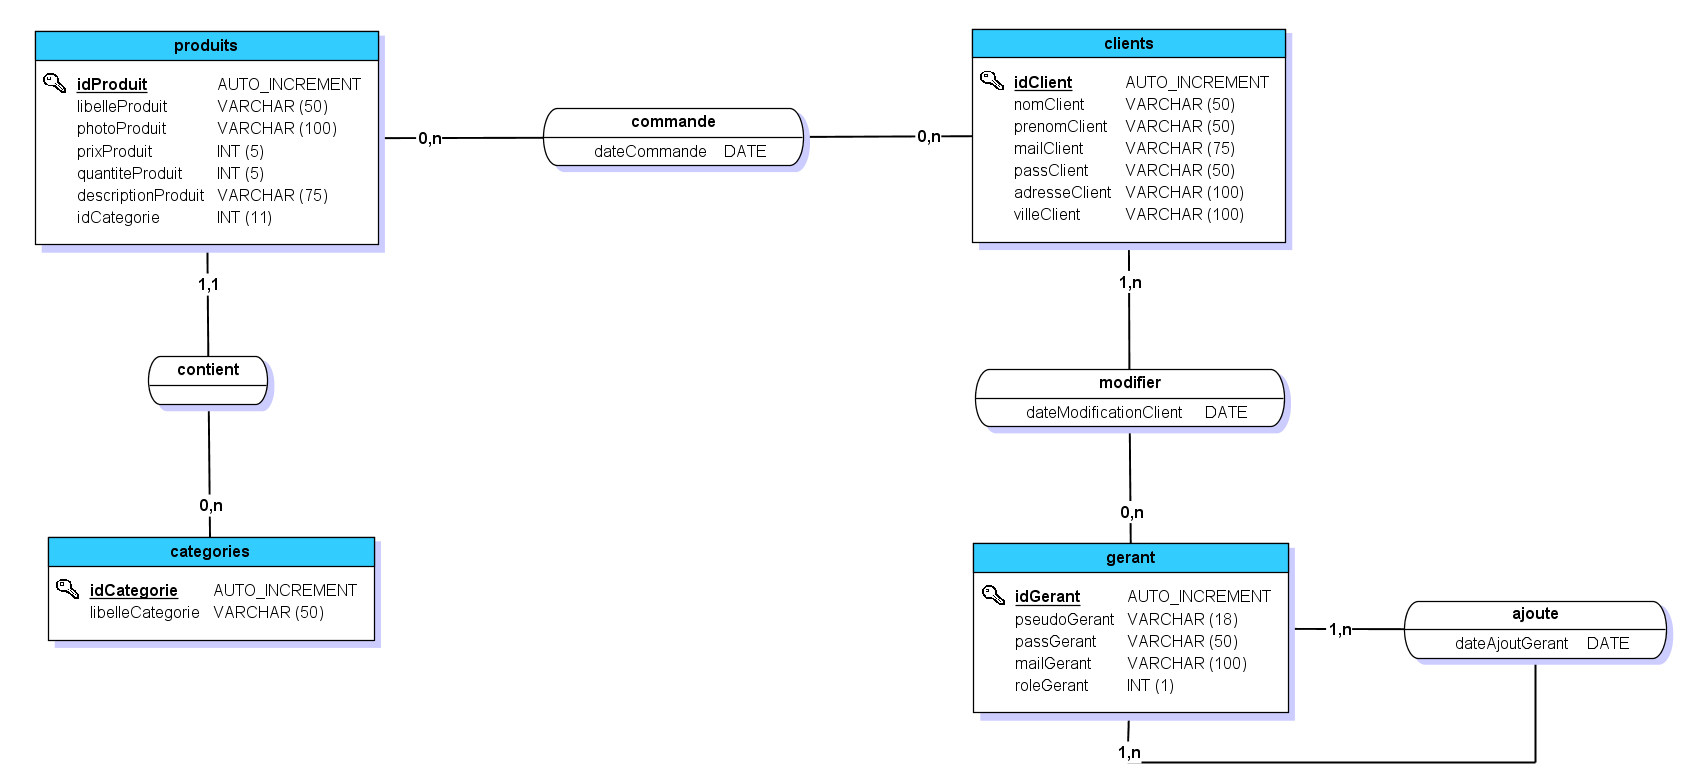 produits
idProduit AUTO_INCREMENT
libelleProduit VARCHAR (50)
photoProduit VARCHAR (100)
prixProduit INT (5)
quantiteProduit INT (5)
descriptionProduit VARCHAR (75)
idCategorie INT (11)
0,n
commande
dateCommande DATE
0,n
clients
idClient AUTO_INCREMENT
nomClient VARCHAR (50)
prenomClient VARCHAR (50)
mailClient VARCHAR (75)
passClient VARCHAR (50)
adresseClient VARCHAR (100)
villeClient VARCHAR (100)
1,1
contient
0,n
categories
idCategorie AUTO_INCREMENT
libelleCategorie VARCHAR (50)
1,n
modifier
dateModificationClient DATE
0,n
gerant
idGerant AUTO_INCREMENT
pseudoGerant VARCHAR (18)
passGerant VARCHAR (50)
mailGerant VARCHAR (100)
roleGerant INT (1)
1,n
ajoute
dateAjoutGerant DATE
1,n